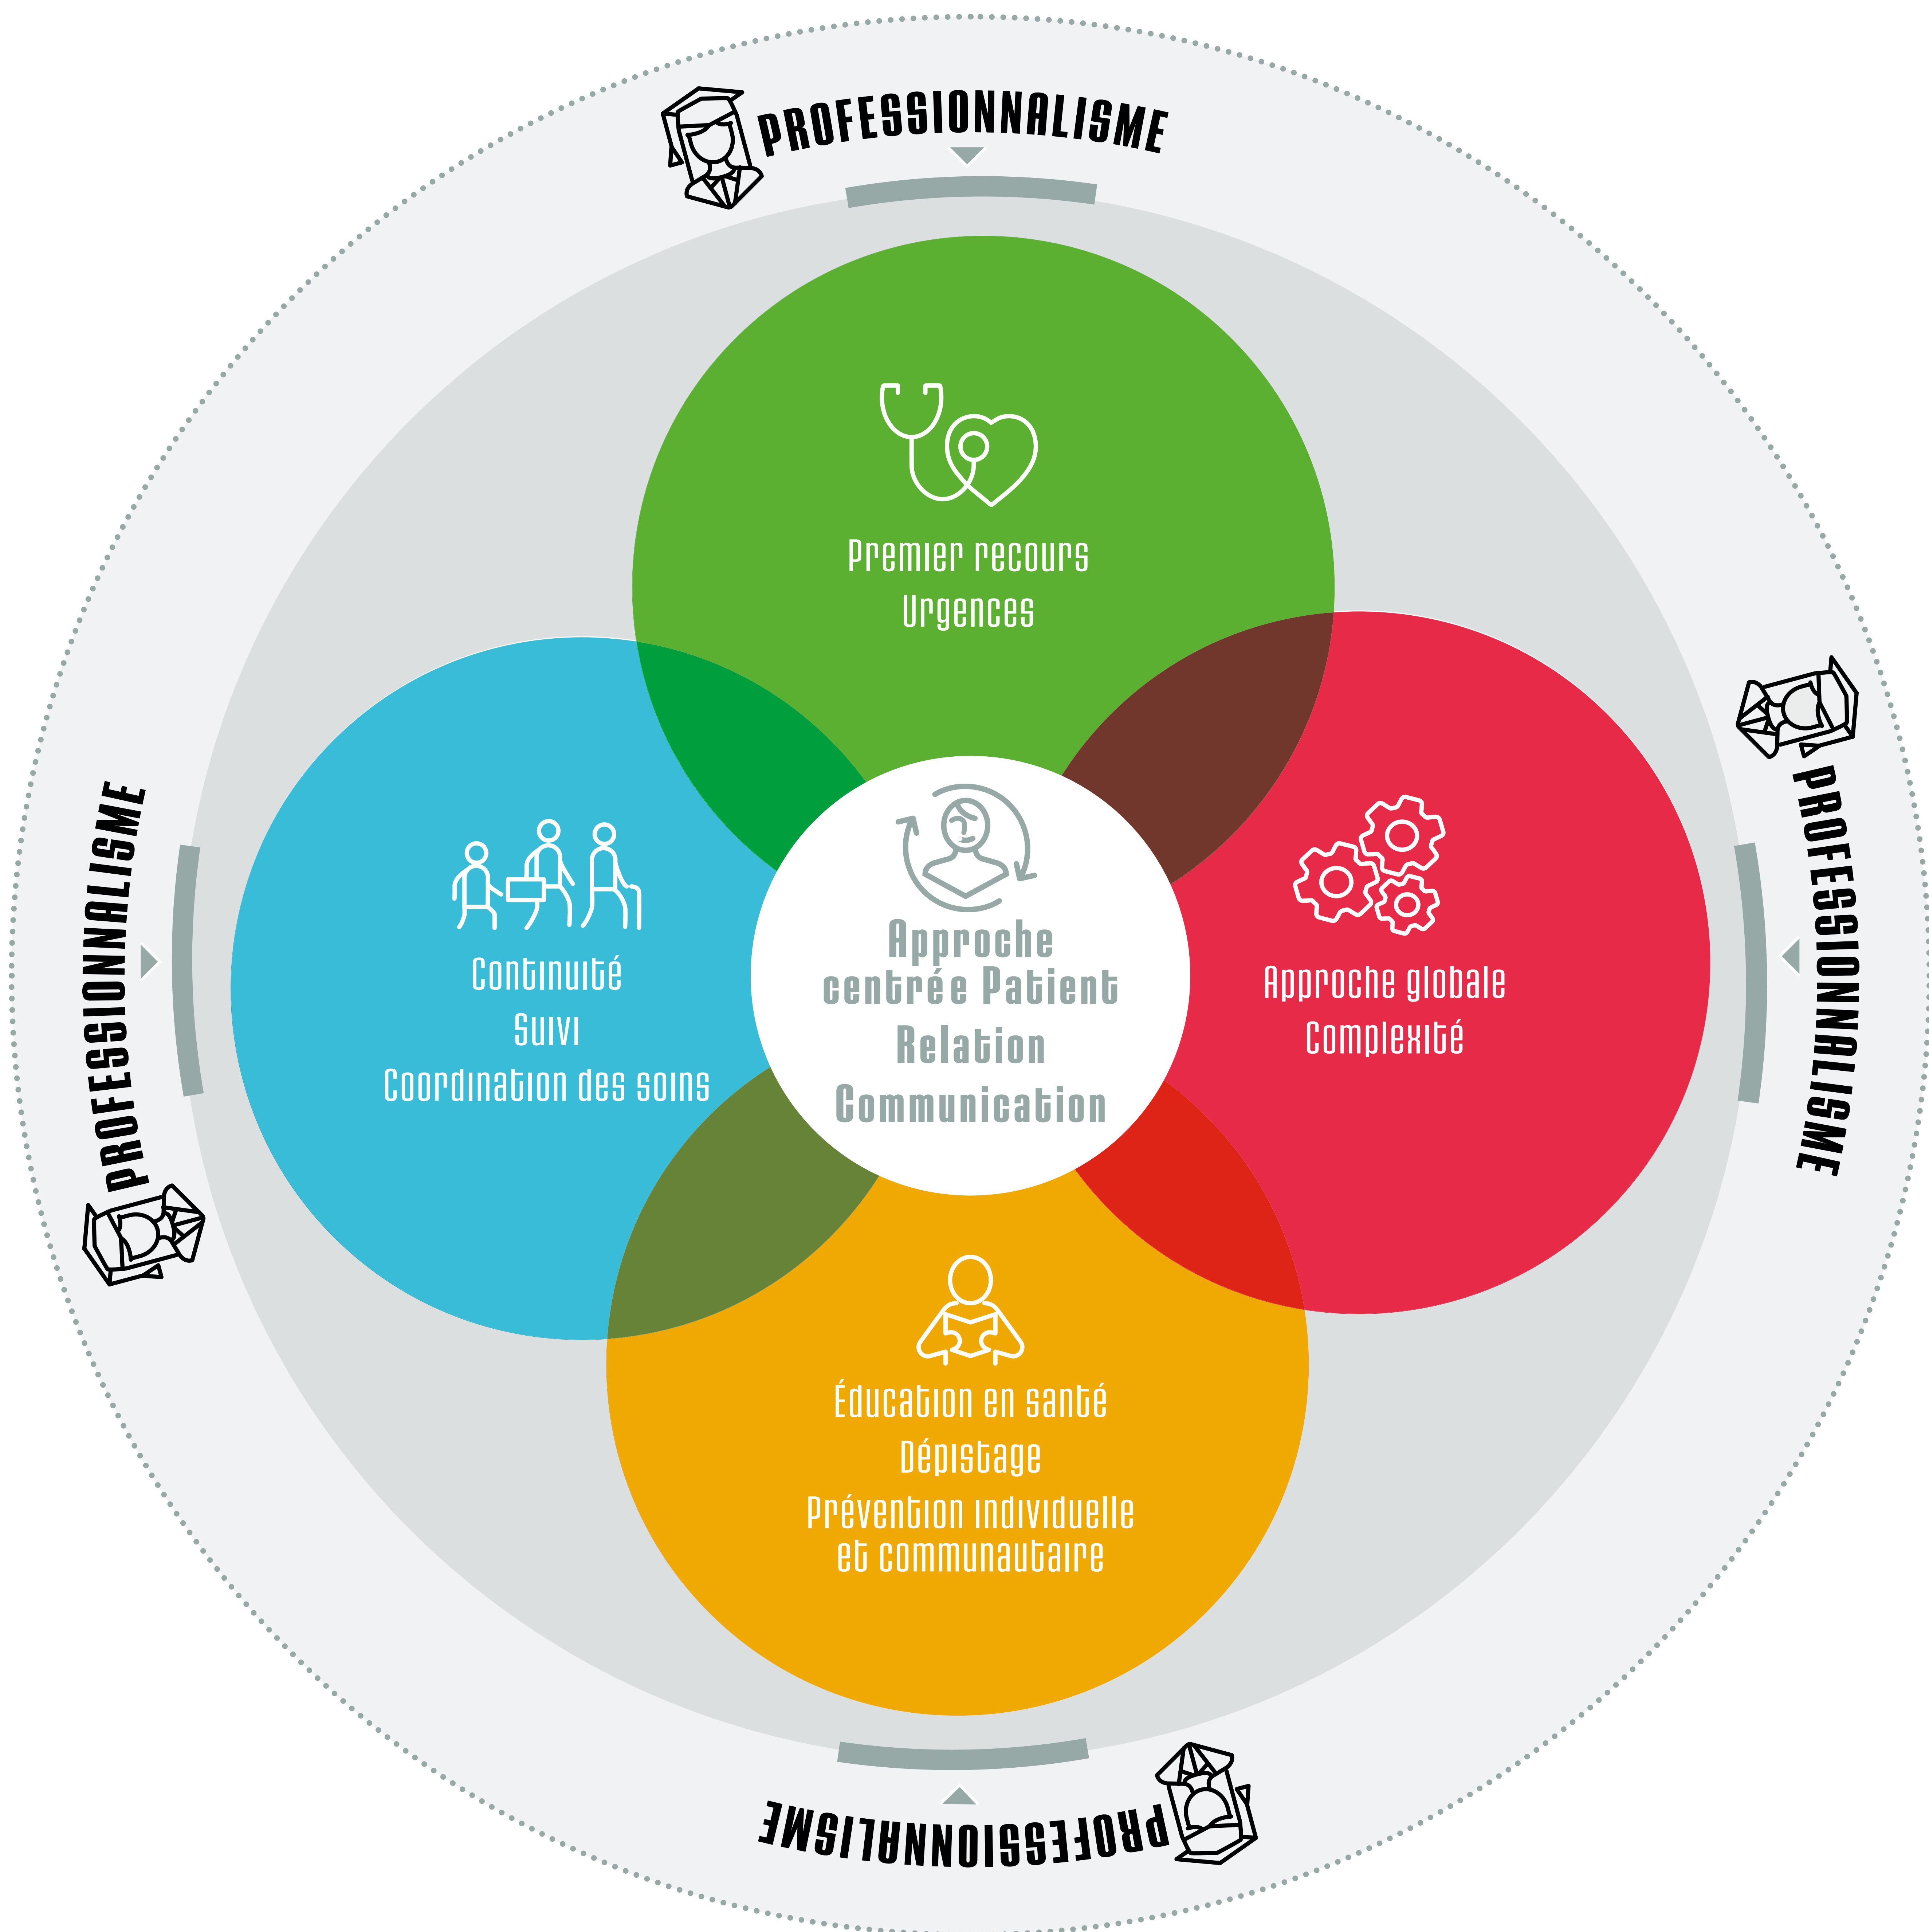 PROFESSIONNALISME
Premier recours
Urgences
PROFESSIONNALISME
Continuité
Suivi
Coordination des soins
Approche
centrée Patient
Relation
Communication
Approche globale
Complexité
PROFESSIONNALISME
Éducation en santé
Dépistage
Prévention individuelle
et communautaire
PROFESSIONNALISME